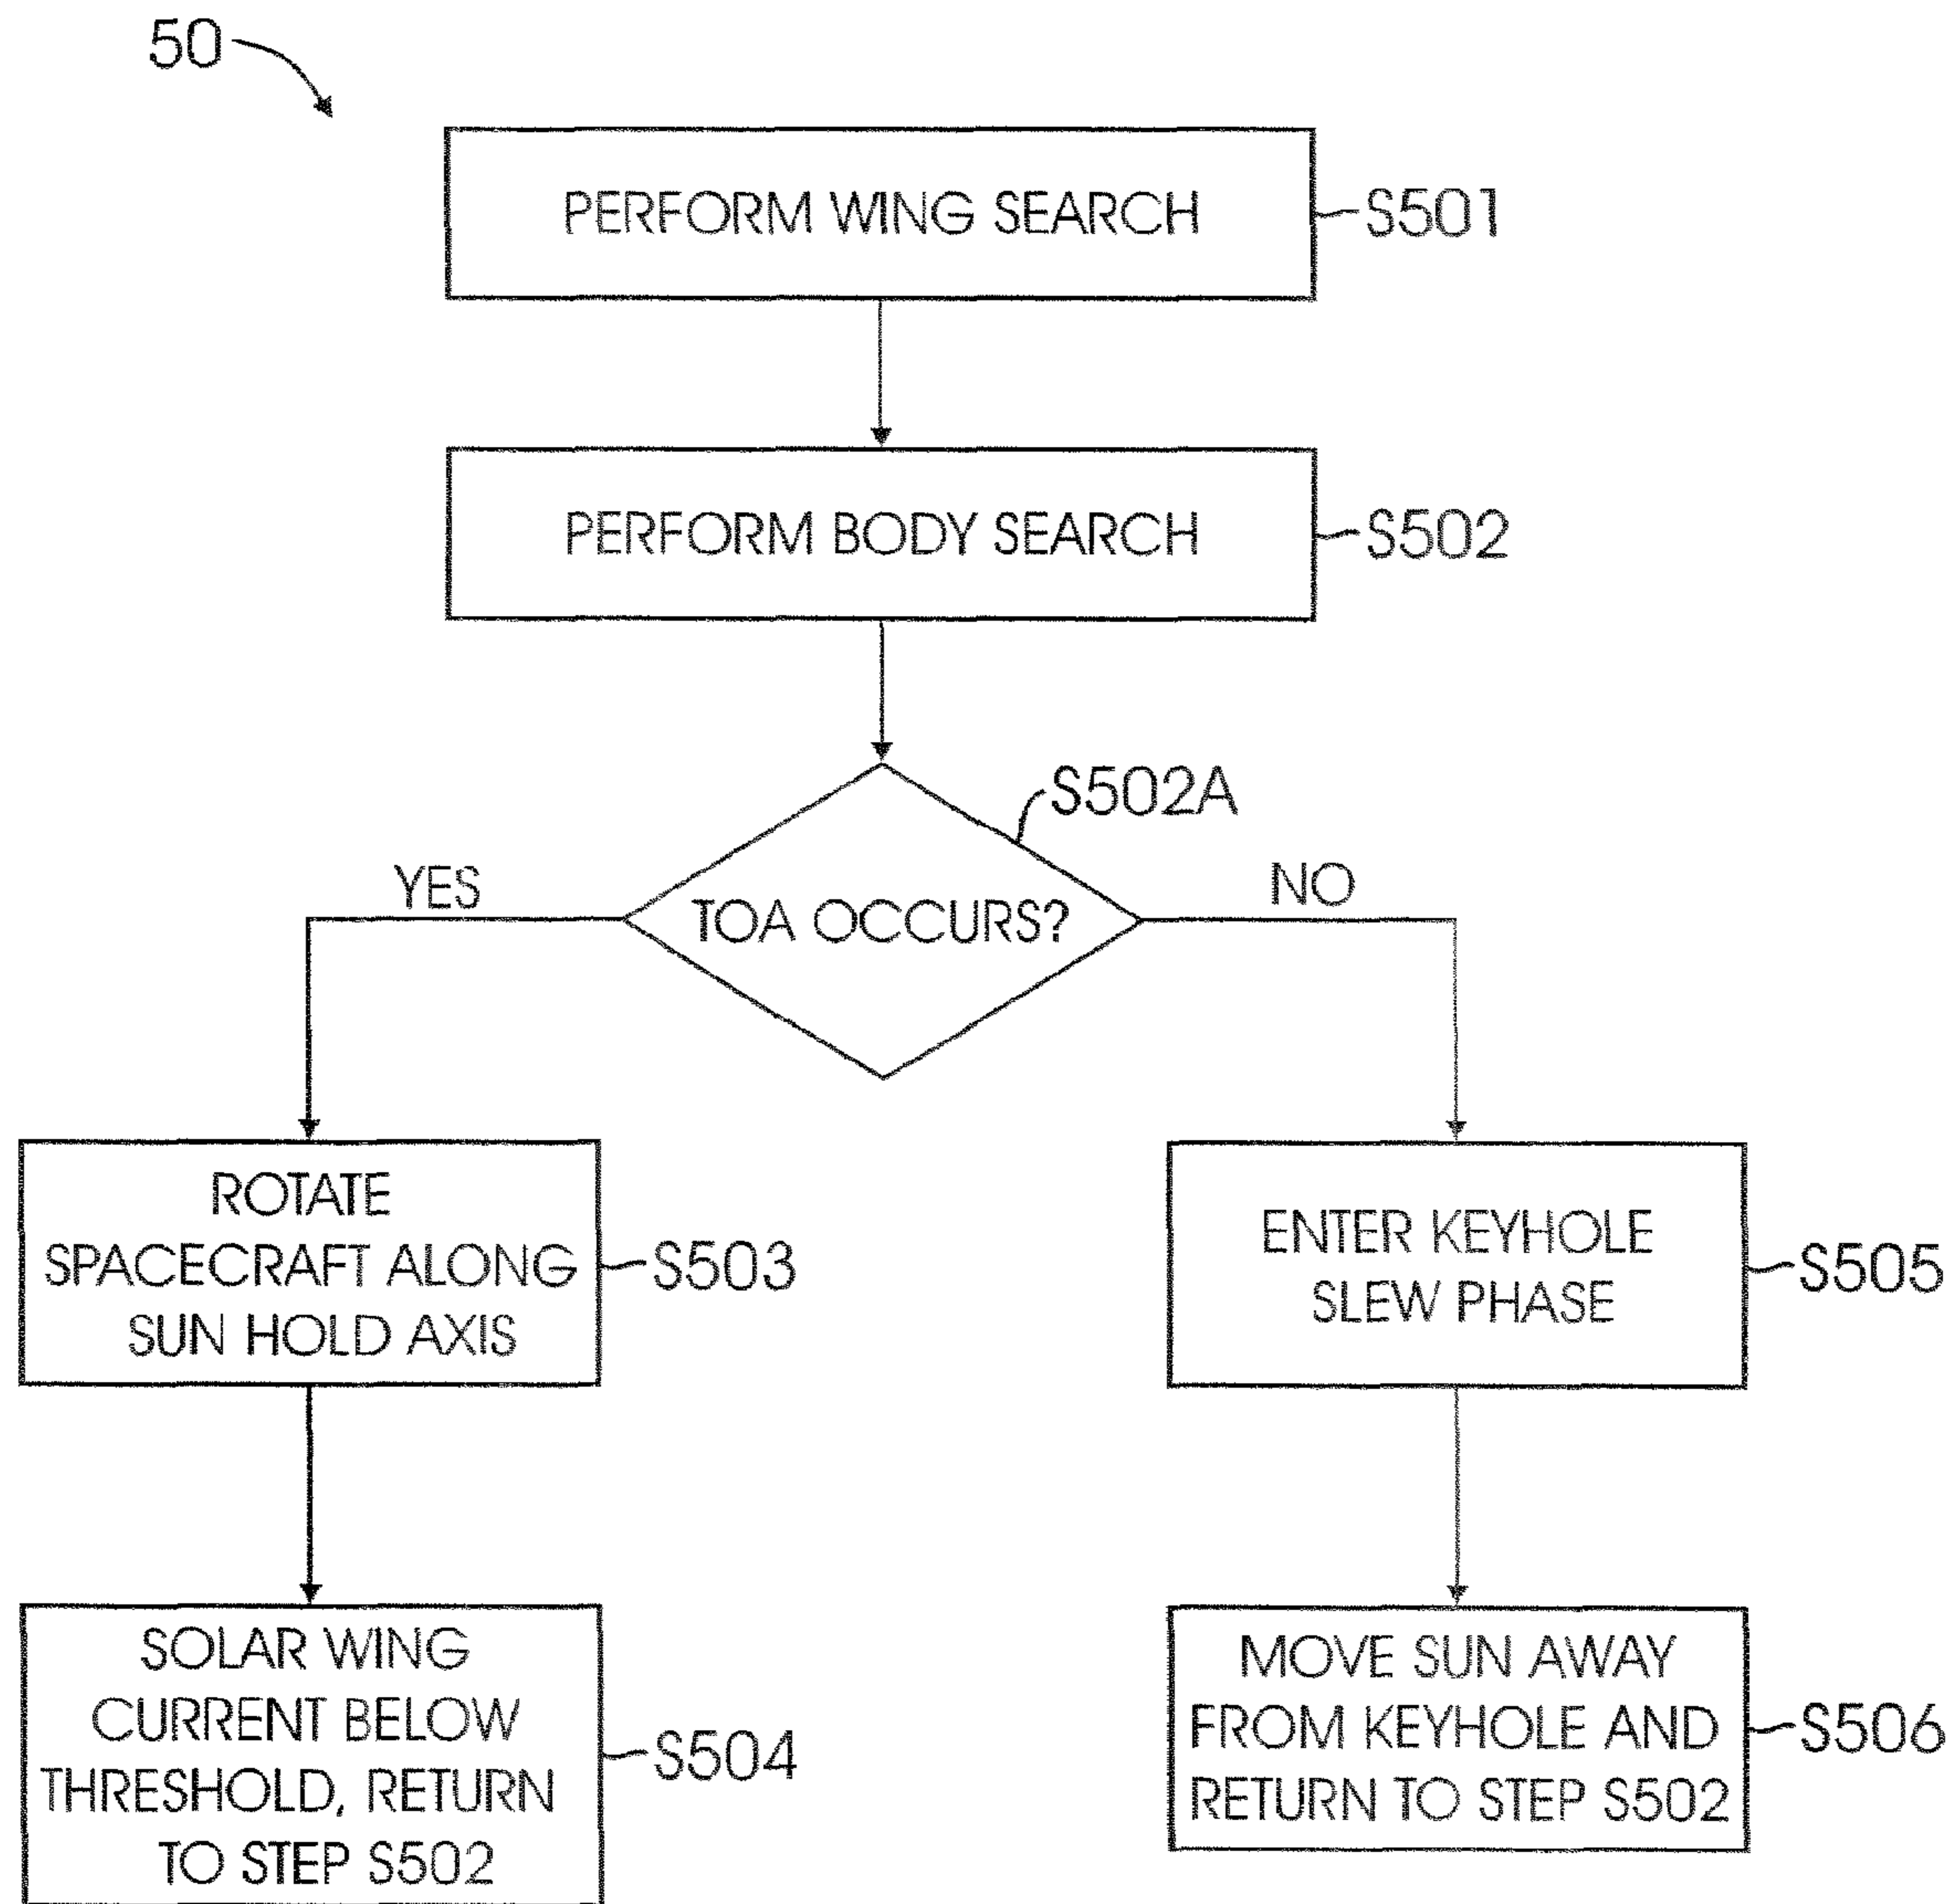 50
PERFORM WING SEARCH
S501
PERFORM BODY SEARCH
S502
S502A
YES
TOA OCCURS?
NO
ROTATE
SPACECRAFT ALONG
SUN HOLD AXIS
S503
ENTER KEYHOLE
SLEW PHASE
S505
SOLAR WING
CURRENT BELOW
THRESHOLD, RETURN
TO STEP S502
S504
MOVE SUN AWAY
FROM KEYHOLE AND
RETURN TO STEP S502
S506